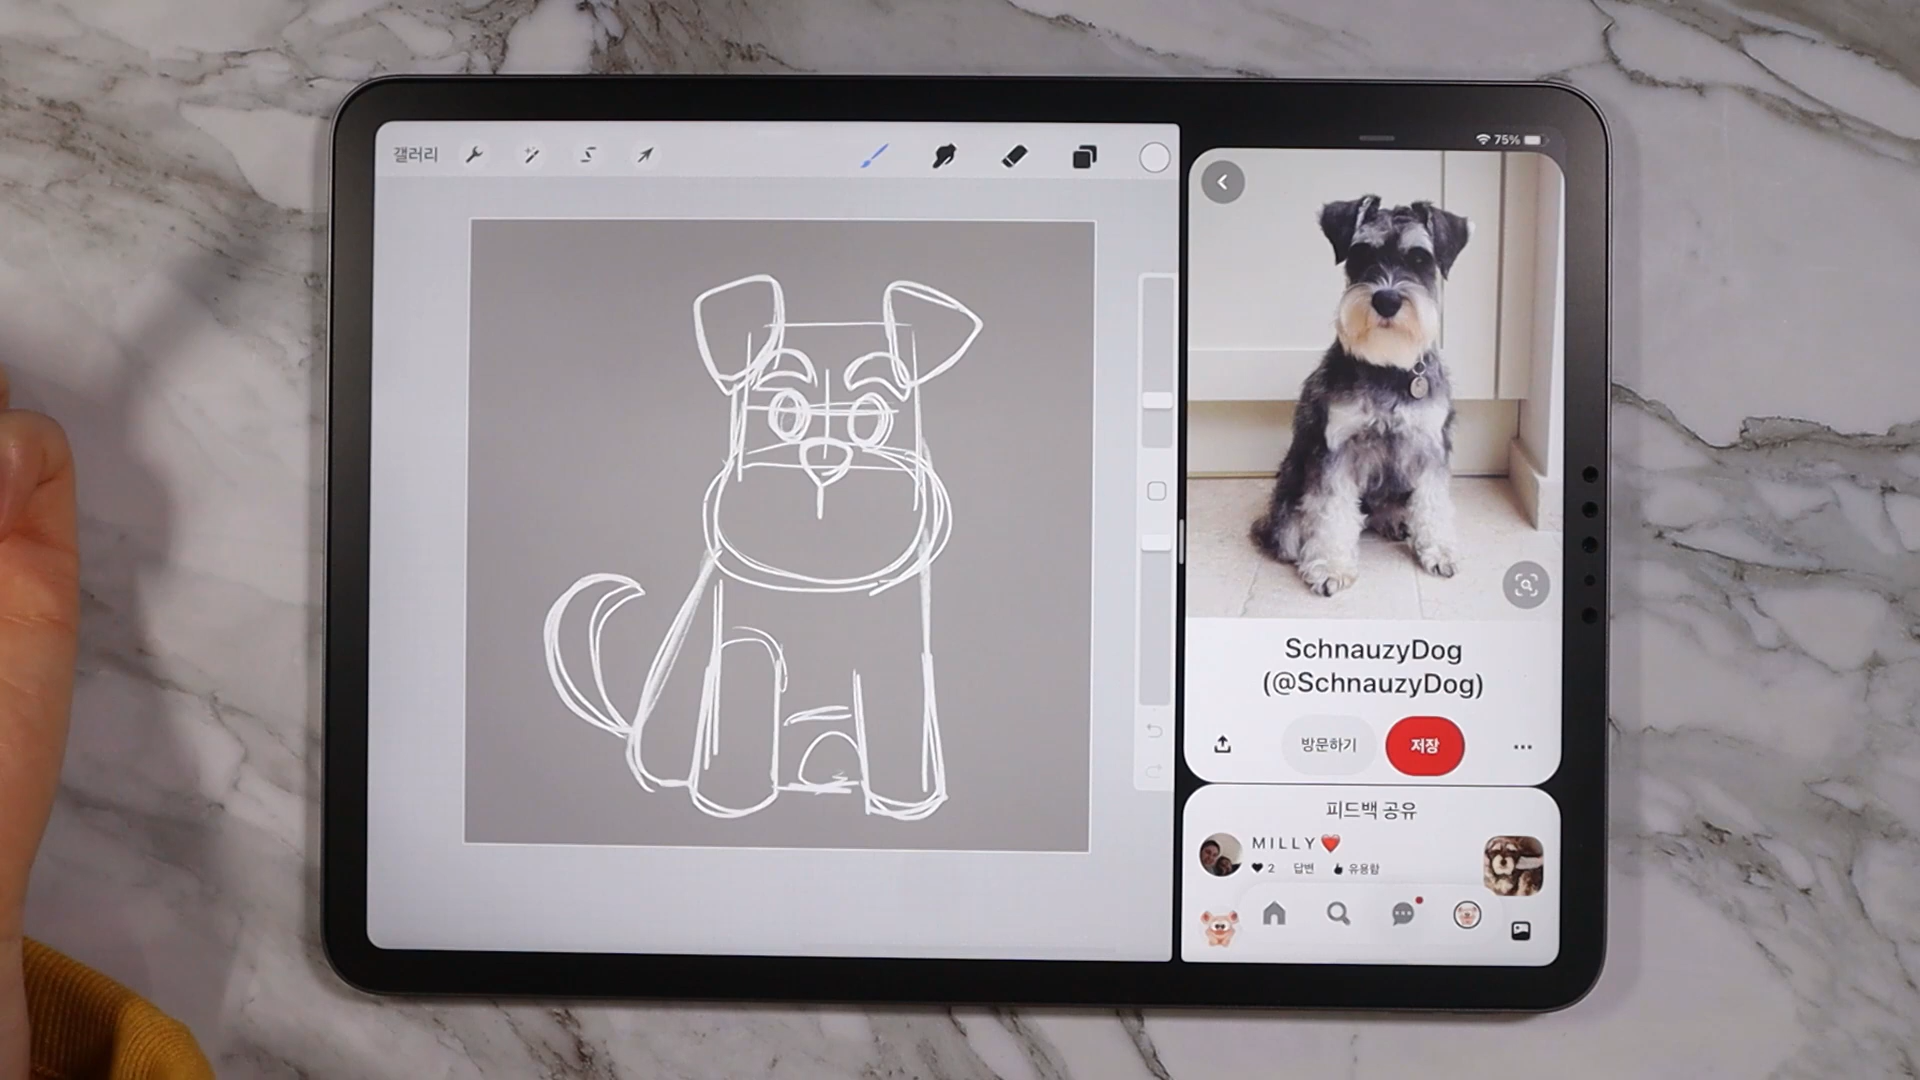 갤러리
75%
SchnauzyDog
(@SchnauzyDog)
방문하기
저장
피드백 공유
MILLY❤️
2 답변 유용함